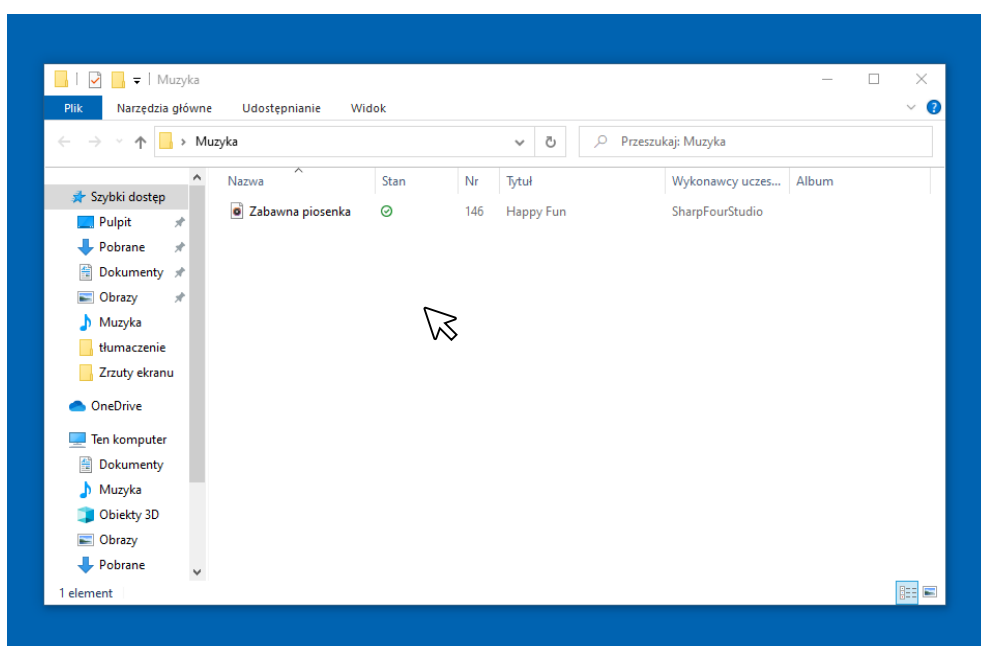 Muzyka
Plik Narzędzia główne Udostępnianie Widok
Muzyka Przeszukaj: Muzyka
Nazwa Stan Nr Tytuł Wykonawcy uczes... Album
Zabawna piosenka 146 Happy Fun SharpFourStudio
Szybki dostęp
Pulpit
Pobrane
Dokumenty
Obrazy
Muzyka
tłumaczenie
Zrzuty ekranu
OneDrive
Ten komputer
Dokumenty
Muzyka
Obiekty 3D
Obrazy
Pobrane
1 element